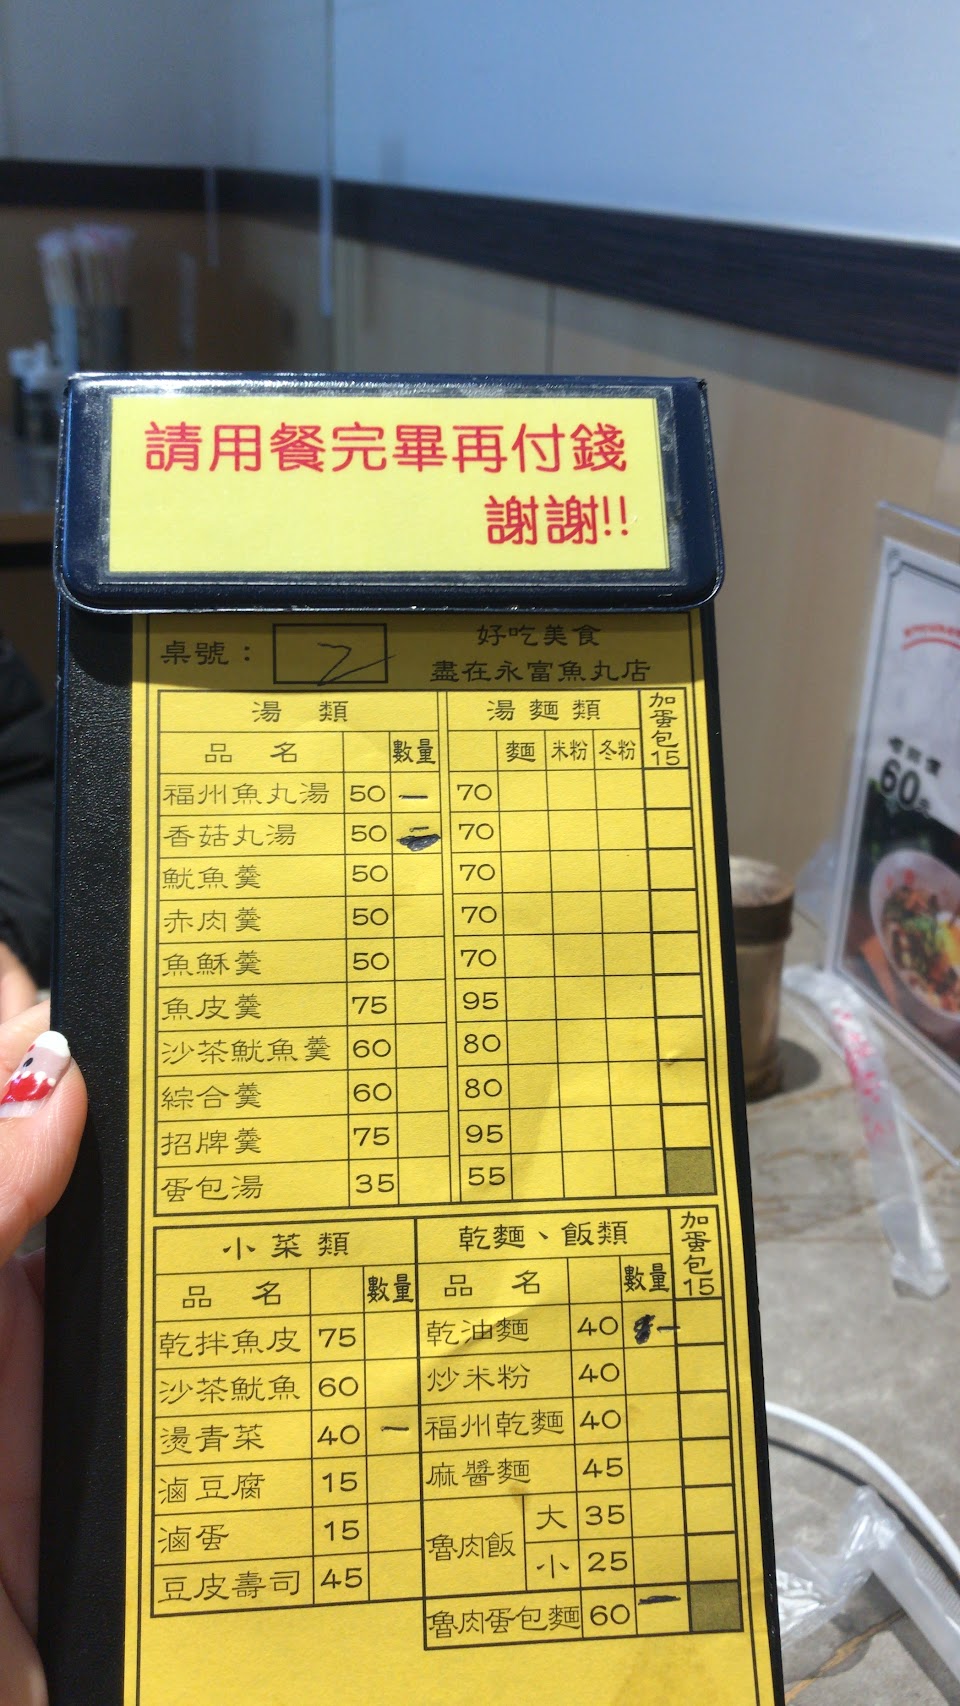 請用餐完畢再付錢
謝謝!!
桌號： 2
好吃美食
盡在永富魚丸店
湯 類
湯 麵 類
加蛋包15
品 名 數量
麵 米粉 冬粉
福州魚丸湯 50 一 70
香菇丸湯 50 一 70
魷魚羹 50 70
赤肉羹 50 70
魚酥羹 50 70
魚皮羹 75 95
沙茶魷魚羹 60 80
綜合羹 60 80
招牌羹 75 95
蛋包湯 35 55
小菜類
品 名 數量
乾拌魚皮 75
沙茶魷魚 60
燙青菜 40 一
滷豆腐 15
滷蛋 15
豆皮壽司 45
乾麵、飯類
加蛋包15
品 名 數量
乾油麵 40 一
炒米粉 40
福州乾麵 40
麻醬麵 45
魯肉飯 大 35
小 25
魯肉蛋包麵 60 一
60